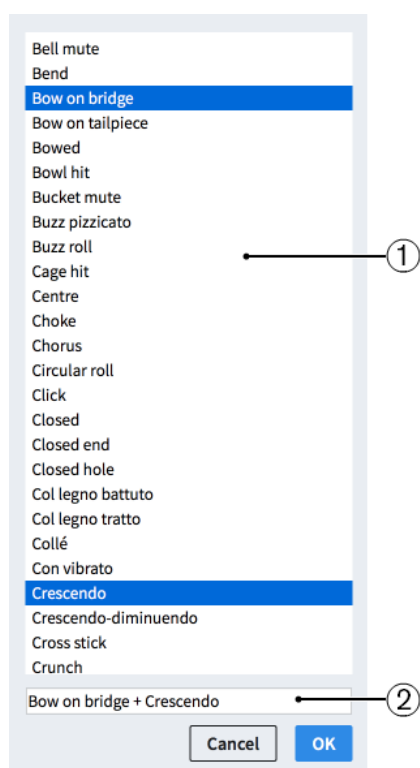 Bell mute
Bend
Bow on bridge
Bow on tailpiece
Bowed
Bowl hit
Bucket mute
Buzz pizzicato
Buzz roll
Cage hit
1
Centre
Choke
Chorus
Circular roll
Click
Closed
Closed end
Closed hole
Col legno battuto
Col legno tratto
Collé
Con vibrato
Crescendo
Crescendo-diminuendo
Cross stick
Crunch
Bow on bridge + Crescendo
2
Cancel OK